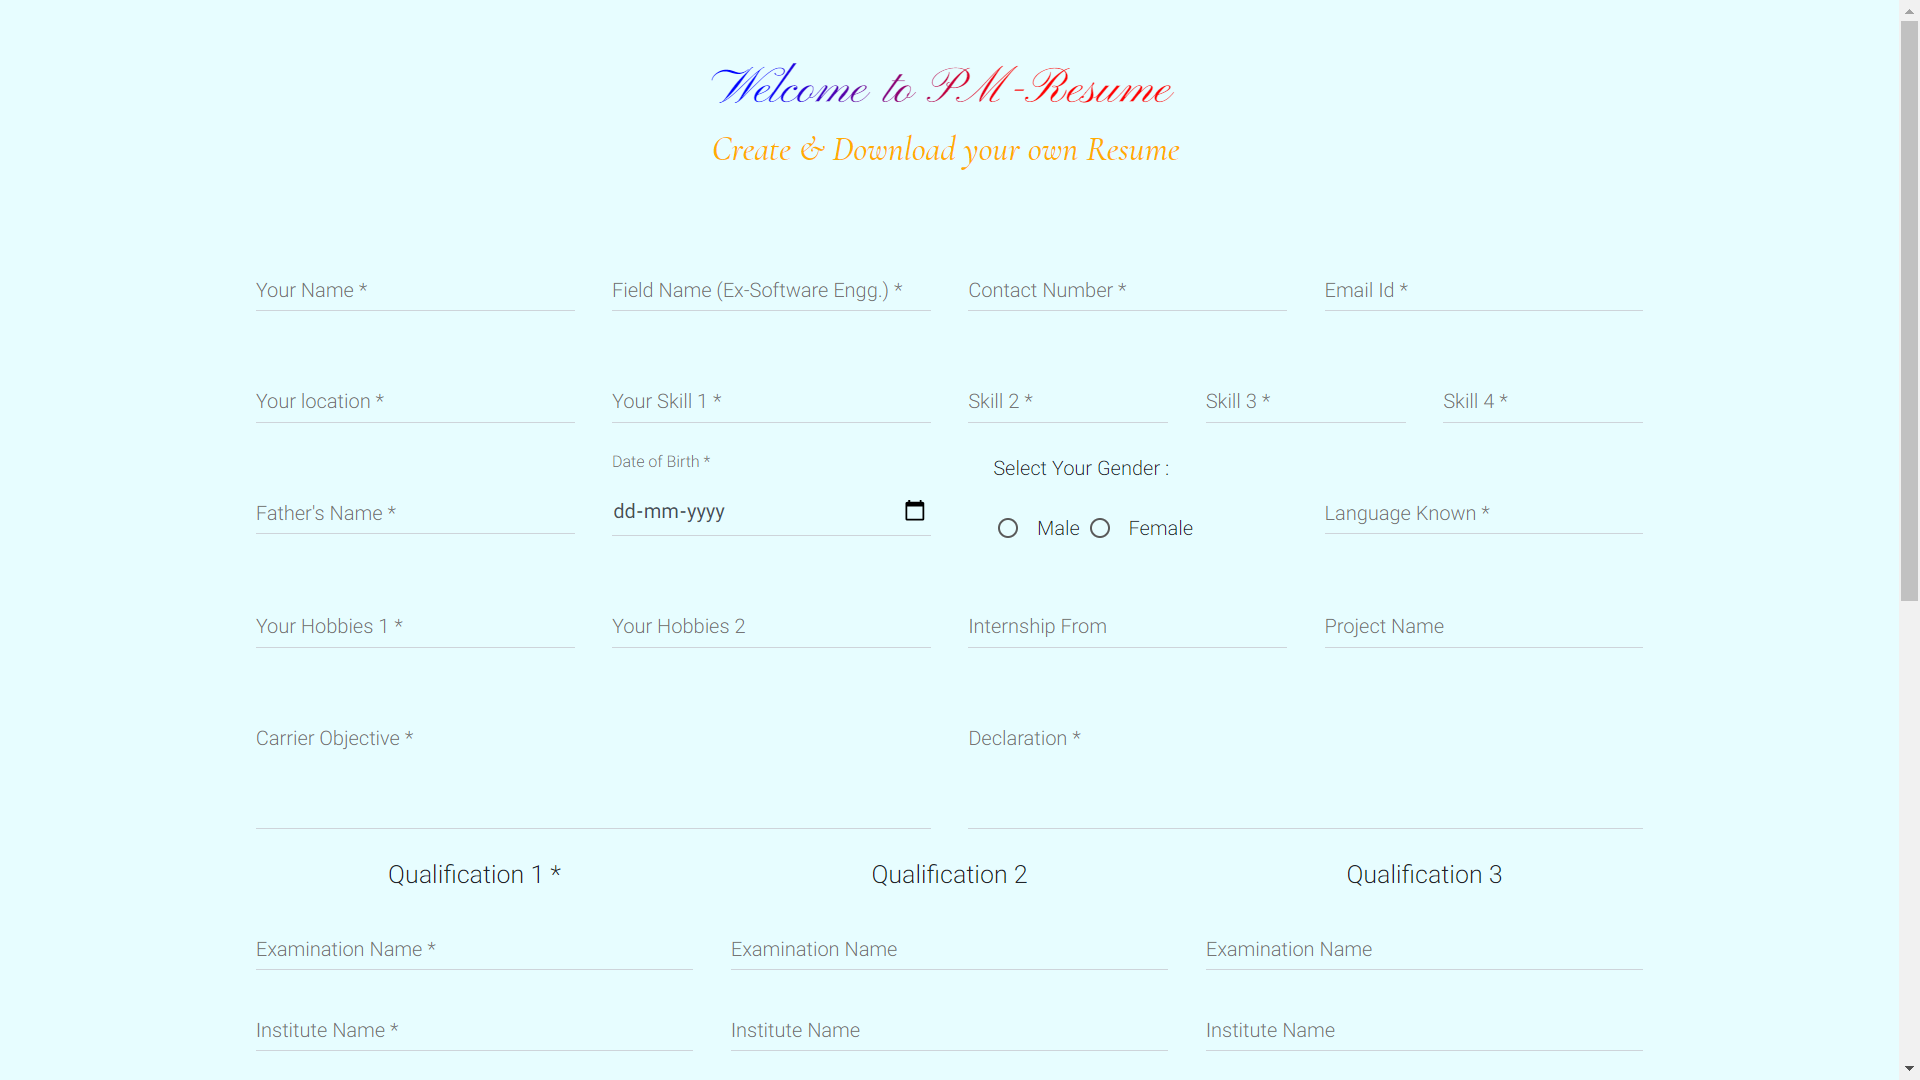 Welcome to PM-Resume
Create & Download your own Resume
Your Name *
Field Name (Ex-Software Engg.) *
Contact Number *
Email Id *
Your location *
Your Skill 1 *
Skill 2 *
Skill 3 *
Skill 4 *
Father's Name *
Date of Birth *
dd-mm-yyyy
Select Your Gender :
Male
Female
Language Known *
Your Hobbies 1 *
Your Hobbies 2
Internship From
Project Name
Carrier Objective *
Declaration *
Qualification 1 *
Qualification 2
Qualification 3
Examination Name *
Examination Name
Examination Name
Institute Name *
Institute Name
Institute Name